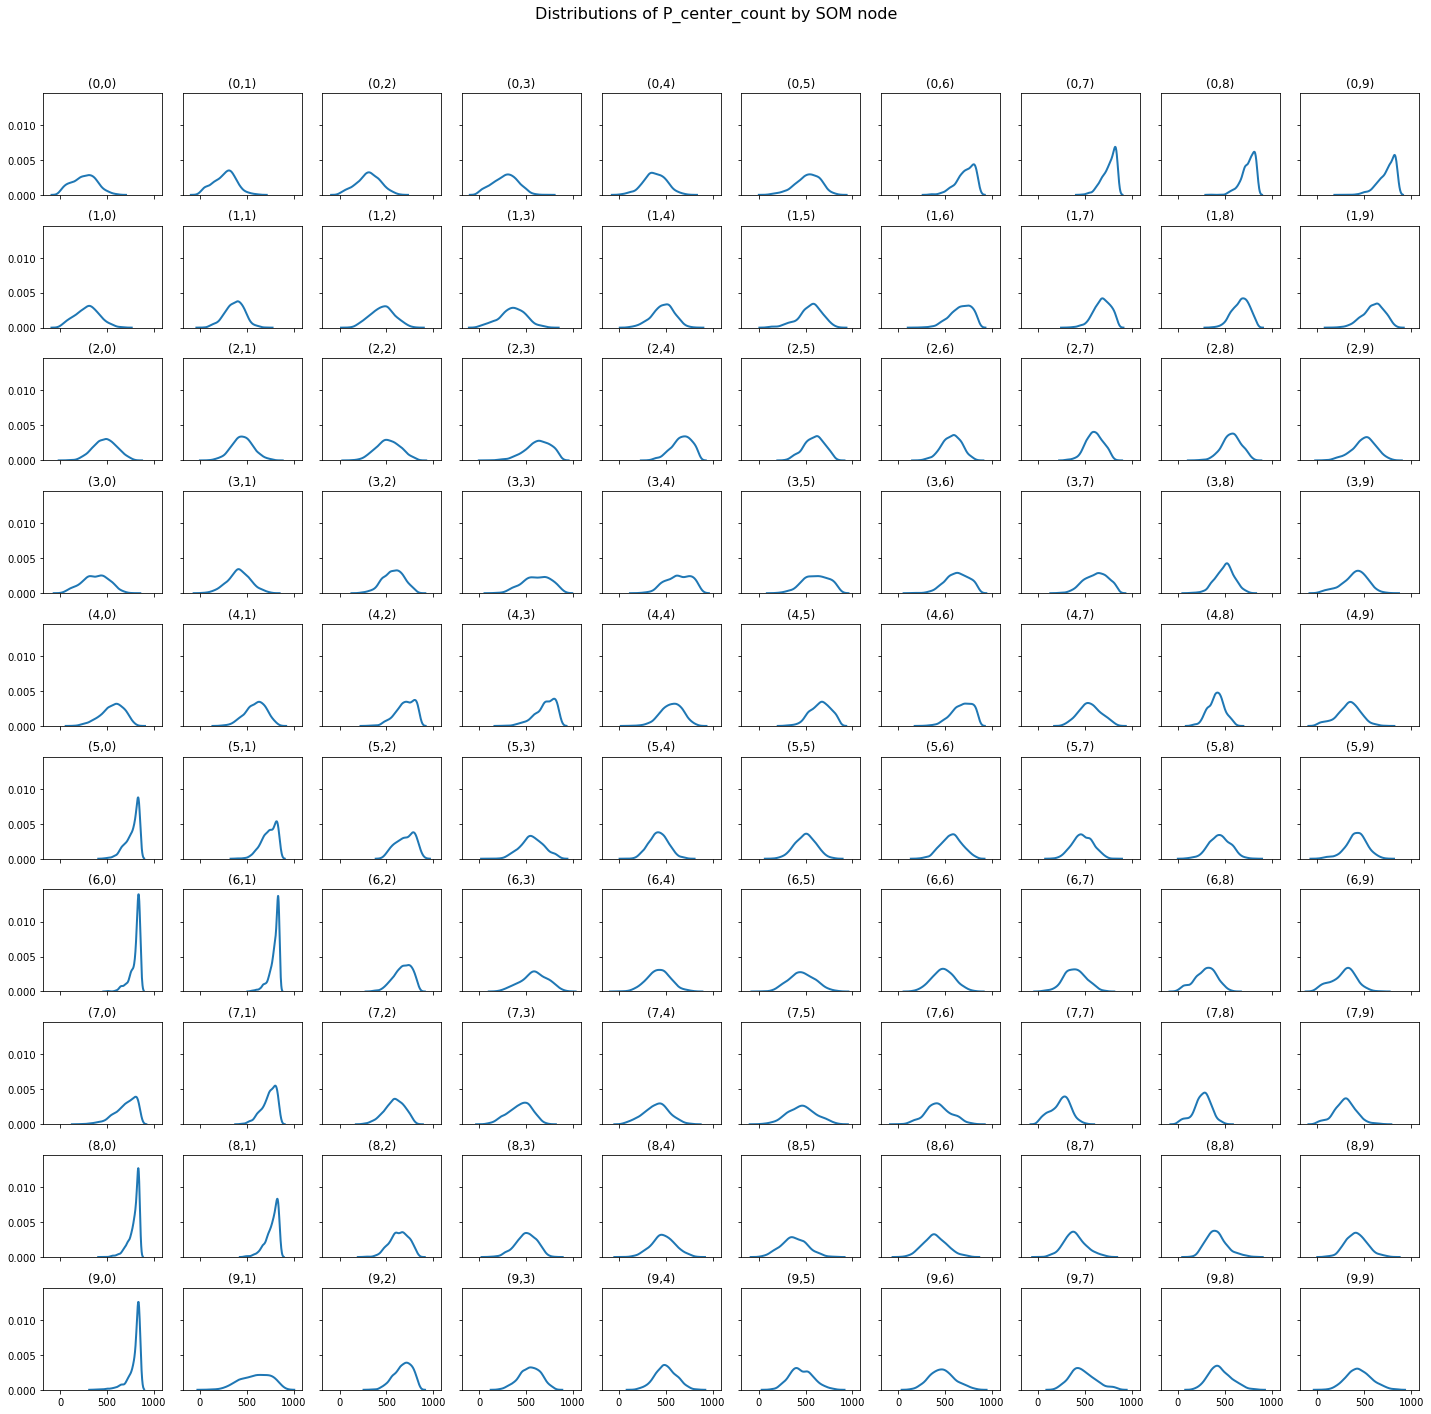 Distributions of P_center_count by SOM node
(0,0) (0,1) (0,2) (0,3) (0,4) (0,5) (0,6) (0,7) (0,8) (0,9)
0.010
0.005
0.000
(1,0) (1,1) (1,2) (1,3) (1,4) (1,5) (1,6) (1,7) (1,8) (1,9)
0.010
0.005
0.000
(2,0) (2,1) (2,2) (2,3) (2,4) (2,5) (2,6) (2,7) (2,8) (2,9)
0.010
0.005
0.000
(3,0) (3,1) (3,2) (3,3) (3,4) (3,5) (3,6) (3,7) (3,8) (3,9)
0.010
0.005
0.000
(4,0) (4,1) (4,2) (4,3) (4,4) (4,5) (4,6) (4,7) (4,8) (4,9)
0.010
0.005
0.000
(5,0) (5,1) (5,2) (5,3) (5,4) (5,5) (5,6) (5,7) (5,8) (5,9)
0.010
0.005
0.000
(6,0) (6,1) (6,2) (6,3) (6,4) (6,5) (6,6) (6,7) (6,8) (6,9)
0.010
0.005
0.000
(7,0) (7,1) (7,2) (7,3) (7,4) (7,5) (7,6) (7,7) (7,8) (7,9)
0.010
0.005
0.000
(8,0) (8,1) (8,2) (8,3) (8,4) (8,5) (8,6) (8,7) (8,8) (8,9)
0.010
0.005
0.000
(9,0) (9,1) (9,2) (9,3) (9,4) (9,5) (9,6) (9,7) (9,8) (9,9)
0.010
0.005
0.000
0 500 1000 0 500 1000 0 500 1000 0 500 1000 0 500 1000 0 500 1000 0 500 1000 0 500 1000 0 500 1000 0 500 1000